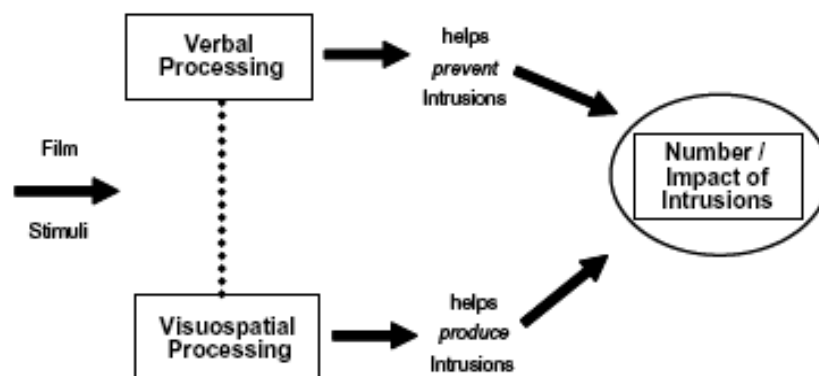 Verbal
Processing
helps
prevent
Intrusions
Film
Stimuli
Number /
Impact of
Intrusions
Visuospatial
Processing
helps
produce
Intrusions